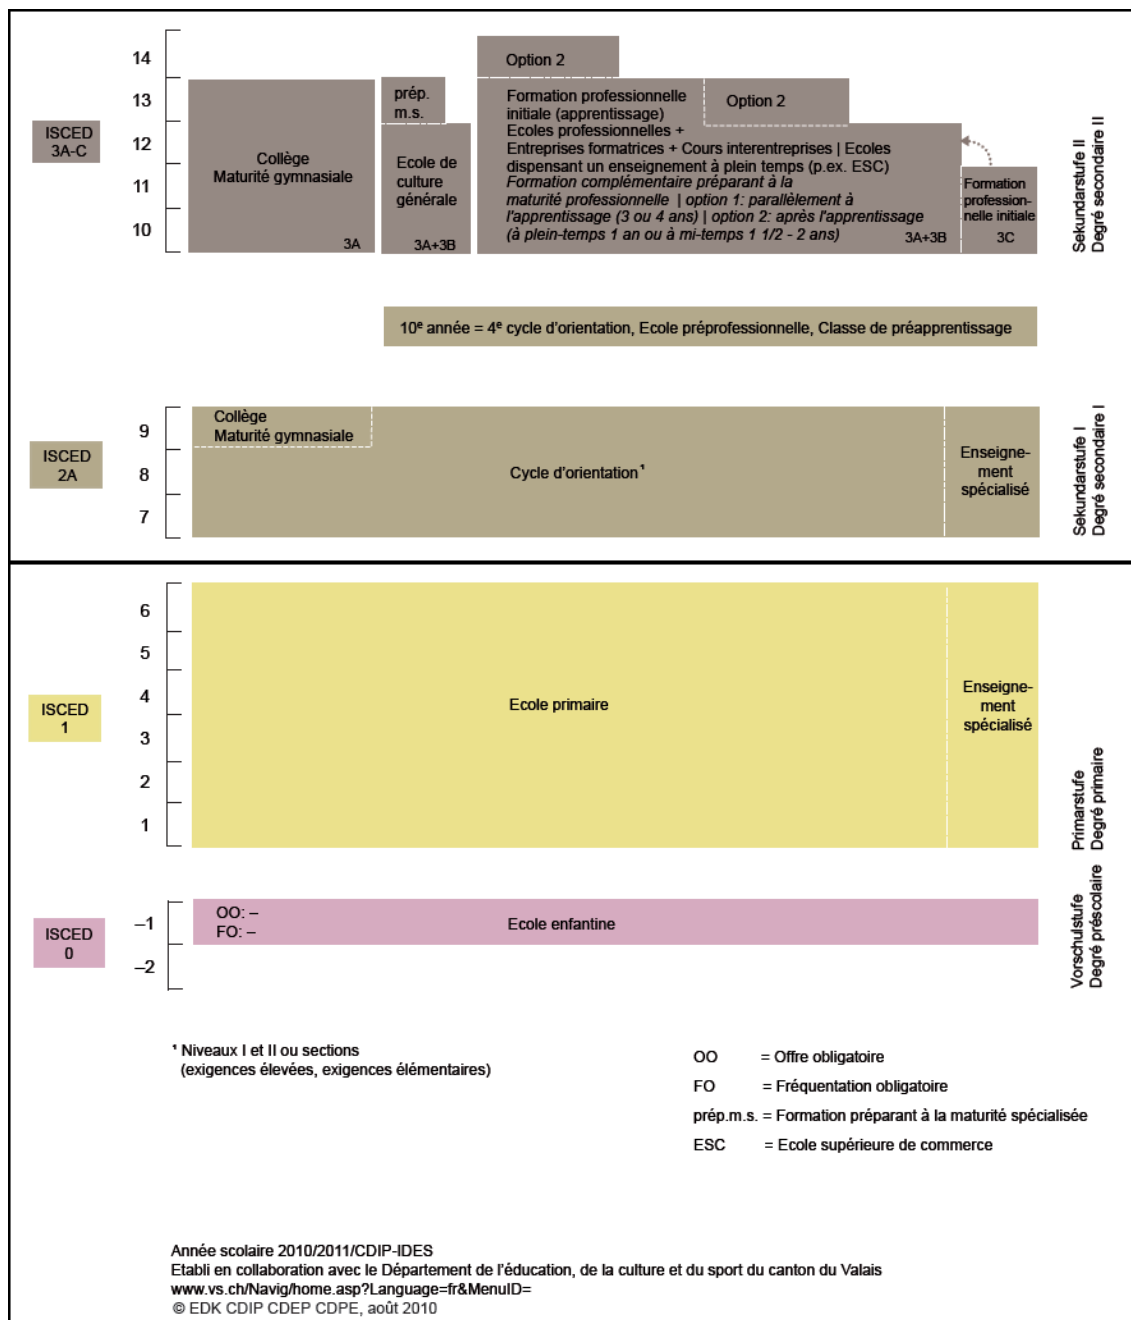 14
13
12
11
10
ISCED
3A-C
Collège
Maturité gymnasiale
3A
prép.
m.s.
Ecole de
culture
générale
3A+3B
Option 2
Option 2
Formation professionnelle
initiale (apprentissage)
Ecoles professionnelles +
Entreprises formatrices + Cours interentreprises | Ecoles
dispensant un enseignement à plein temps (p.ex. ESC)
Formation complémentaire préparant à la
maturité professionnelle | option 1: parallèlement à
l'apprentissage (3 ou 4 ans) | option 2: après l'apprentissage
(à plein-temps 1 an ou à mi-temps 1 1/2 - 2 ans)
3A+3B
Formation
profession-
nelle initiale
3C
Sekundarstufe II
Degré secondaire II
10e année = 4e cycle d'orientation, Ecole préprofessionnelle, Classe de préapprentissage
ISCED
2A
9
8
7
Collège
Maturité gymnasiale
Cycle d'orientation¹
Enseigne-
ment
spécialisé
Sekundarstufe I
Degré secondaire I
ISCED
1
6
5
4
3
2
1
Ecole primaire
Enseigne-
ment
spécialisé
Primarstufe
Degré primaire
ISCED
0
–1
–2
OO: –
FO: –
Ecole enfantine
Vorschulstufe
Degré préscolaire
¹ Niveaux I et II ou sections
(exigences élevées, exigences élémentaires)
OO = Offre obligatoire
FO = Fréquentation obligatoire
prép.m.s. = Formation préparant à la maturité spécialisée
ESC = Ecole supérieure de commerce
Année scolaire 2010/2011/CDIP-IDES
Etabli en collaboration avec le Département de l'éducation, de la culture et du sport du canton du Valais
www.vs.ch/Navig/home.asp?Language=fr&MenuID=
© EDK CDIP CDEP CDPE, août 2010